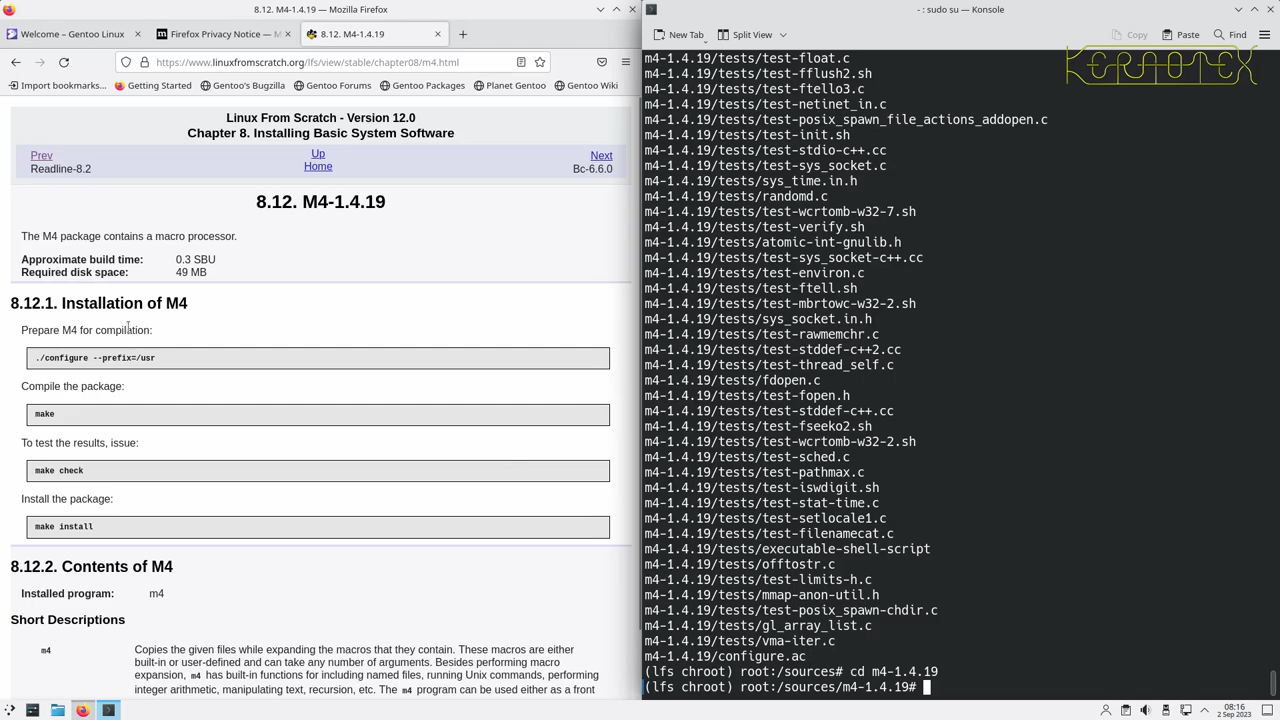 8.12. M4-1.4.19 — Mozilla Firefox
Welcome – Gentoo Linux
Firefox Privacy Notice — M
8.12. M4-1.4.19
https://www.linuxfromscratch.org/lfs/view/stable/chapter08/m4.html
Import bookmarks...
Getting Started
Gentoo's Bugzilla
Gentoo Forums
Gentoo Packages
Planet Gentoo
Gentoo Wiki
Linux From Scratch - Version 12.0
Chapter 8. Installing Basic System Software
Prev
Up
Next
Readline-8.2
Home
Bc-6.6.0
8.12. M4-1.4.19
The M4 package contains a macro processor.
Approximate build time: 0.3 SBU
Required disk space: 49 MB
8.12.1. Installation of M4
Prepare M4 for compilation:
./configure --prefix=/usr
Compile the package:
make
To test the results, issue:
make check
Install the package:
make install
8.12.2. Contents of M4
Installed program: m4
Short Descriptions
m4 Copies the given files while expanding the macros that they contain. These macros are either
built-in or user-defined and can take any number of arguments. Besides performing macro
expansion, m4 has built-in functions for including named files, running Unix commands, performing
integer arithmetic, manipulating text, recursion, etc. The m4 program can be used either as a front
- : sudo su — Konsole
New Tab
Split View
Copy
Paste
Find
KERNOTEX
m4-1.4.19/tests/test-float.c
m4-1.4.19/tests/test-fflush2.sh
m4-1.4.19/tests/test-ftello3.c
m4-1.4.19/tests/test-netinet_in.c
m4-1.4.19/tests/test-posix_spawn_file_actions_addopen.c
m4-1.4.19/tests/test-init.sh
m4-1.4.19/tests/test-stdio-c++.cc
m4-1.4.19/tests/test-sys_socket.c
m4-1.4.19/tests/sys_time.in.h
m4-1.4.19/tests/randomd.c
m4-1.4.19/tests/test-wcrtomb-w32-7.sh
m4-1.4.19/tests/test-verify.sh
m4-1.4.19/tests/atomic-int-gnulib.h
m4-1.4.19/tests/test-sys_socket-c++.cc
m4-1.4.19/tests/test-environ.c
m4-1.4.19/tests/test-ftell.sh
m4-1.4.19/tests/test-mbrtowc-w32-2.sh
m4-1.4.19/tests/sys_socket.in.h
m4-1.4.19/tests/test-rawmemchr.c
m4-1.4.19/tests/test-stddef-c++2.cc
m4-1.4.19/tests/test-thread_self.c
m4-1.4.19/tests/fdopen.c
m4-1.4.19/tests/test-fopen.h
m4-1.4.19/tests/test-stddef-c++.cc
m4-1.4.19/tests/test-fseeko2.sh
m4-1.4.19/tests/test-wcrtomb-w32-2.sh
m4-1.4.19/tests/test-sched.c
m4-1.4.19/tests/test-pathmax.c
m4-1.4.19/tests/test-iswdigit.sh
m4-1.4.19/tests/test-stat-time.c
m4-1.4.19/tests/test-setlocale1.c
m4-1.4.19/tests/test-filenamecat.c
m4-1.4.19/tests/executable-shell-script
m4-1.4.19/tests/offtostr.c
m4-1.4.19/tests/test-limits-h.c
m4-1.4.19/tests/mmap-anon-util.h
m4-1.4.19/tests/test-posix_spawn-chdir.c
m4-1.4.19/tests/gl_array_list.c
m4-1.4.19/tests/vma-iter.c
m4-1.4.19/configure.ac
(lfs chroot) root:/sources# cd m4-1.4.19
(lfs chroot) root:/sources/m4-1.4.19#
08:16
2 Sep 2023